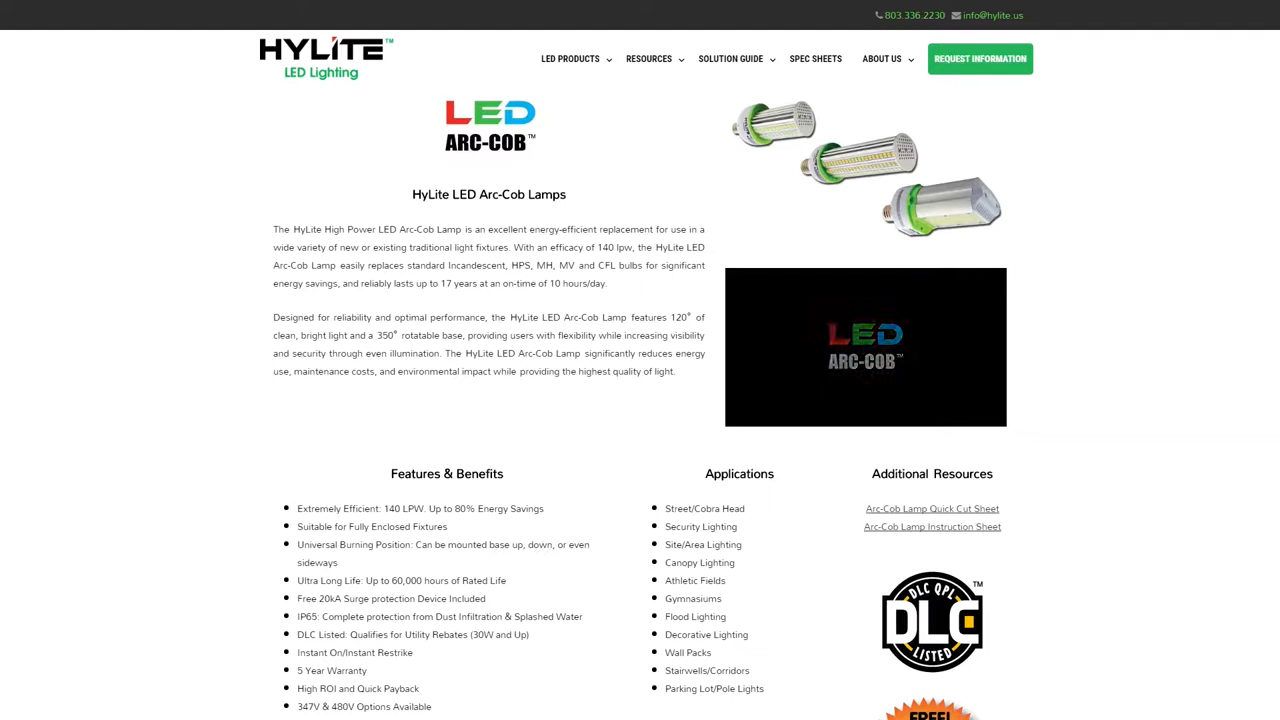 803.336.2230 info@hylite.us
HYLITE™
LED Lighting
LED PRODUCTS RESOURCES SOLUTION GUIDE SPEC SHEETS ABOUT US REQUEST INFORMATION
LED
ARC-COB™
HyLite LED Arc-Cob Lamps
The HyLite High Power LED Arc-Cob Lamp is an excellent energy-efficient replacement for use in a
wide variety of new or existing traditional light fixtures. With an efficacy of 140 lpw, the HyLite LED
Arc-Cob Lamp easily replaces standard Incandescent, HPS, MH, MV and CFL bulbs for significant
energy savings, and reliably lasts up to 17 years at an on-time of 10 hours/day.
Designed for reliability and optimal performance, the HyLite LED Arc-Cob Lamp features 120° of
clean, bright light and a 350° rotatable base, providing users with flexibility while increasing visibility
and security through even illumination. The HyLite LED Arc-Cob Lamp significantly reduces energy
use, maintenance costs, and environmental impact while providing the highest quality of light.
LED
ARC-COB™
Features & Benefits
Extremely Efficient: 140 LPW. Up to 80% Energy Savings
Suitable for Fully Enclosed Fixtures
Universal Burning Position: Can be mounted base up, down, or even
sideways
Ultra Long Life: Up to 60,000 hours of Rated Life
Free 20kA Surge protection Device Included
IP65: Complete protection from Dust Infiltration & Splashed Water
DLC Listed: Qualifies for Utility Rebates (30W and Up)
Instant On/Instant Restrike
5 Year Warranty
High ROI and Quick Payback
347V & 480V Options Available
Applications
Street/Cobra Head
Security Lighting
Site/Area Lighting
Canopy Lighting
Athletic Fields
Gymnasiums
Flood Lighting
Decorative Lighting
Wall Packs
Stairwells/Corridors
Parking Lot/Pole Lights
Additional Resources
Arc-Cob Lamp Quick Cut Sheet
Arc-Cob Lamp Instruction Sheet
DLC QPL
DLC™
LISTED
FREE!